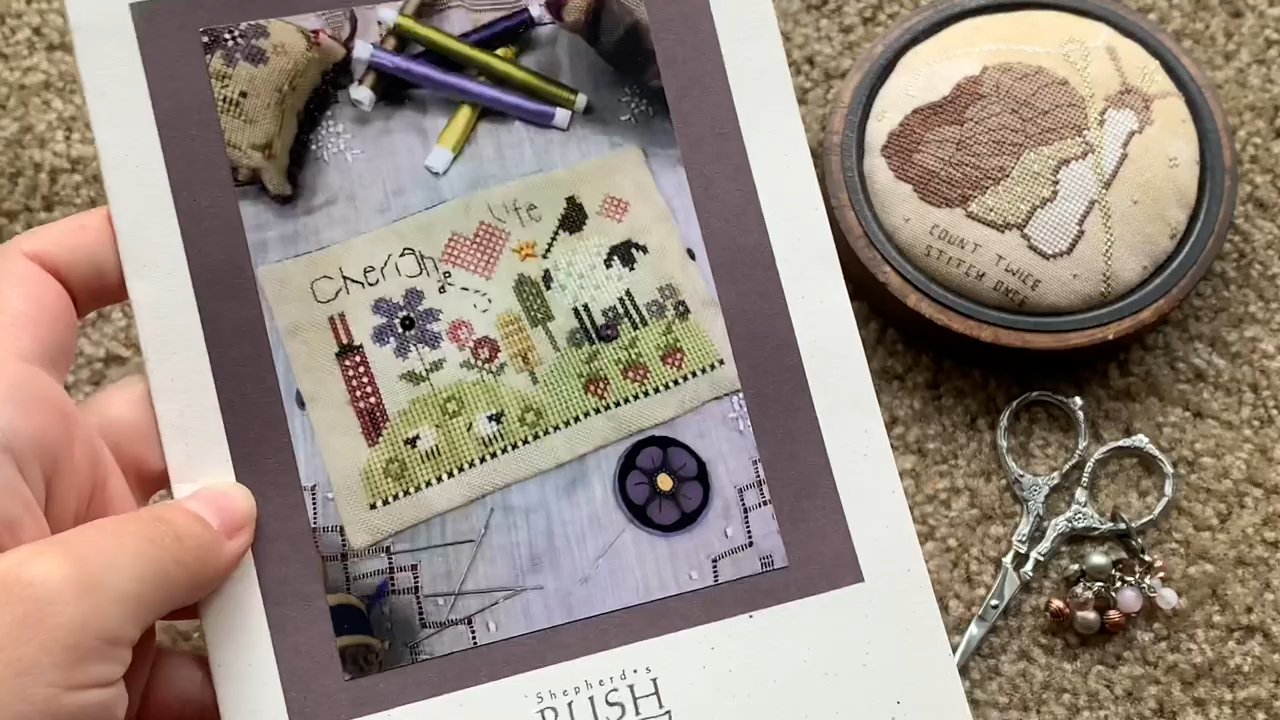 Cherish
Life
COUNT TWICE
STITCH ONCE
Shepherd's
BUSH